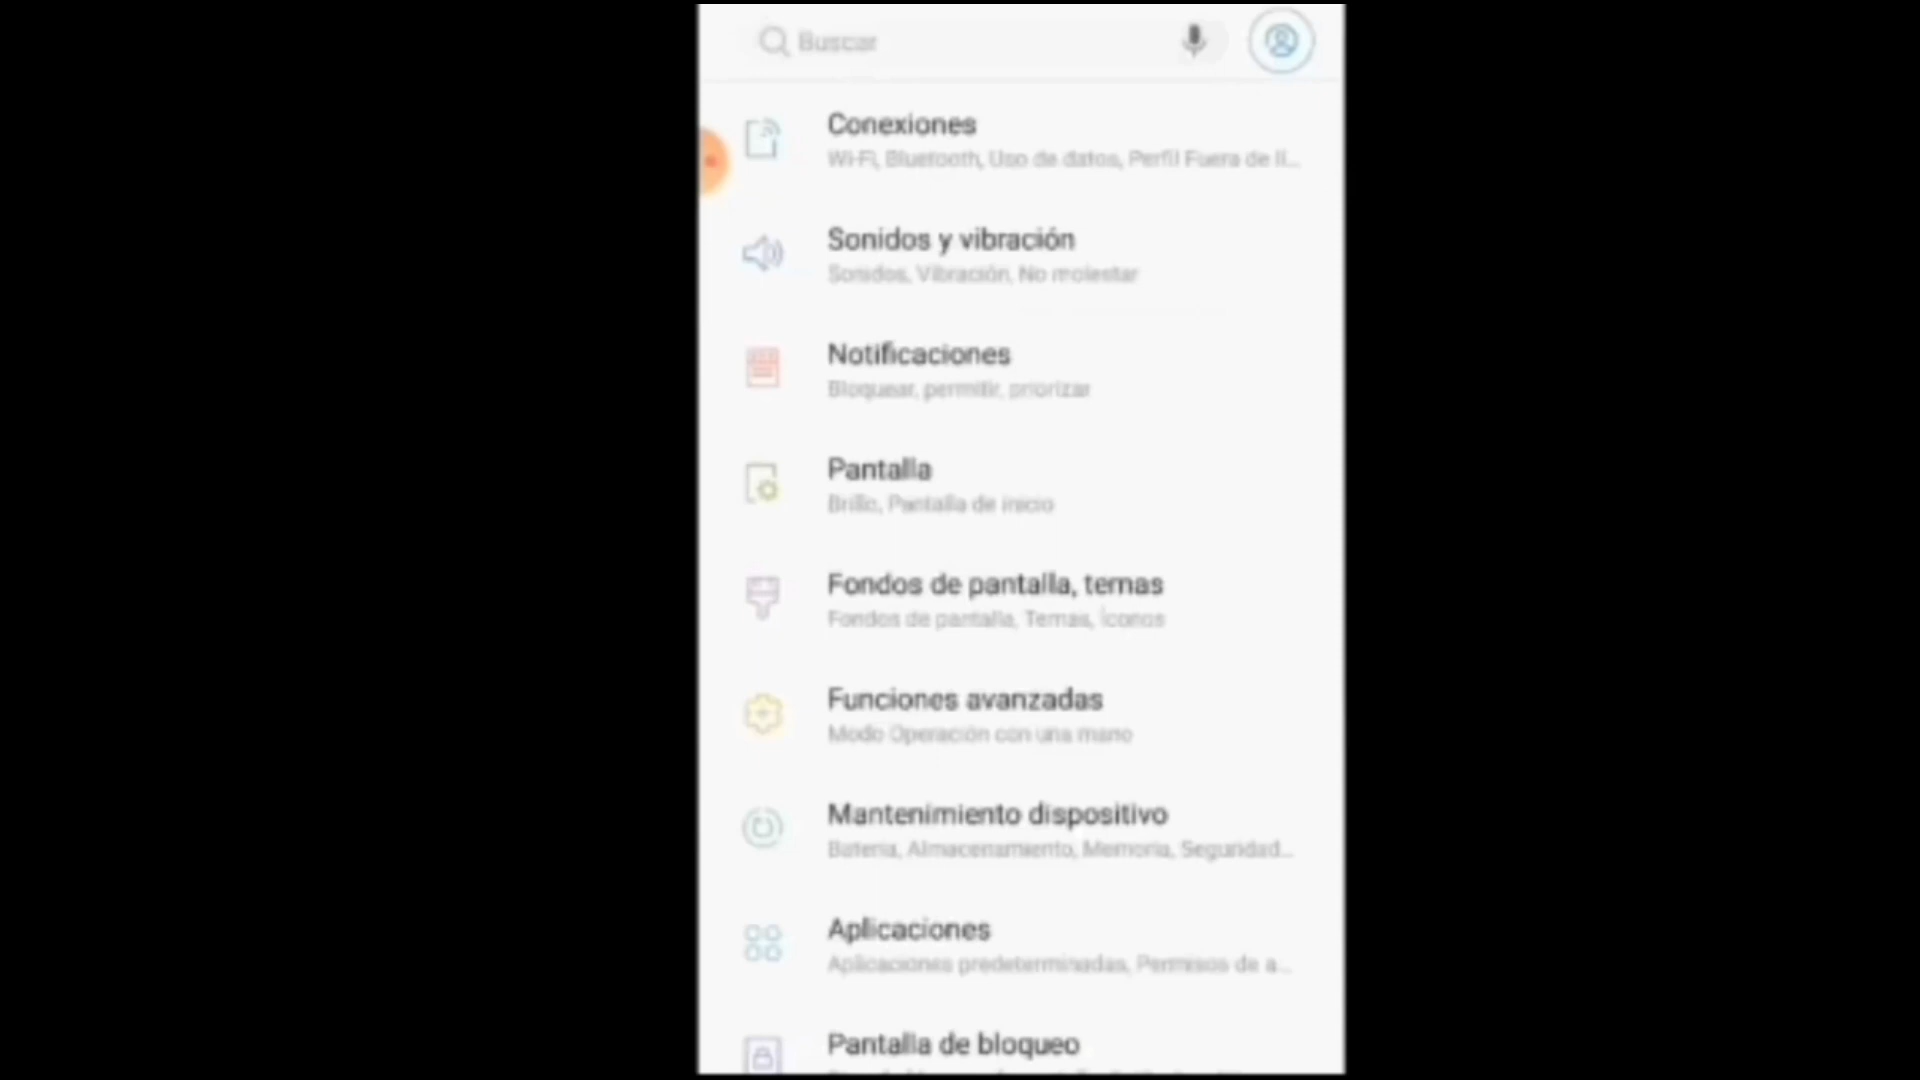 Buscar
Conexiones
Wi-Fi, Bluetooth, Uso de datos, Perfil Fuera de lí...
Sonidos y vibración
Sonidos, Vibración, No molestar
Notificaciones
Bloquear, permitir, priorizar
Pantalla
Brillo, Pantalla de inicio
Fondos de pantalla, temas
Fondos de pantalla, Temas, Íconos
Funciones avanzadas
Modo Operación con una mano
Mantenimiento dispositivo
Batería, Almacenamiento, Memoria, Seguridad...
Aplicaciones
Aplicaciones predeterminadas, Permisos de a...
Pantalla de bloqueo